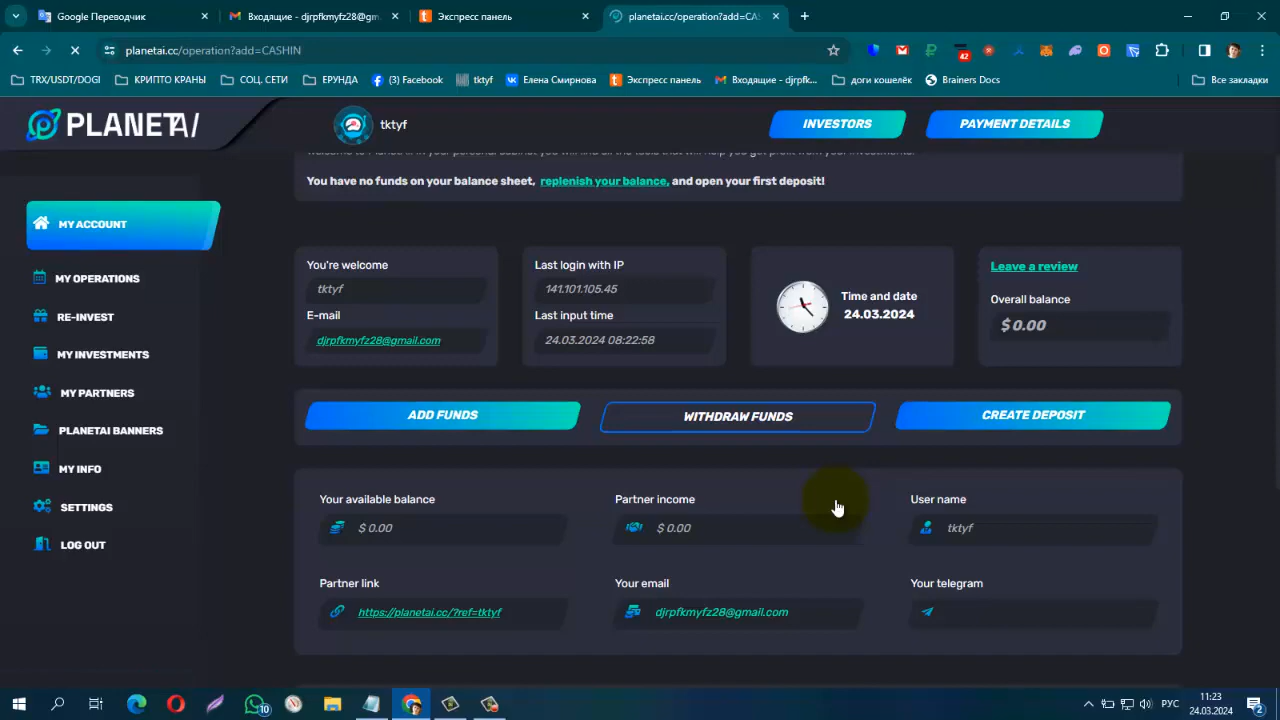 Google Переводчик
Входящие - djrpfkmyfz28@gm...
Экспресс панель
planetai.cc/operation?add=CAS
planetai.cc/operation?add=CASHIN
42
TRX/USDT/DOGI
КРИПТО КРАНЫ
СОЦ. СЕТИ
ЕРУНДА
(3) Facebook
tktyf
Елена Смирнова
Экспресс панель
Входящие - djrpfk...
доги кошелёк
Brainers Docs
Все закладки
PLANETAI
tktyf
INVESTORS
PAYMENT DETAILS
You have no funds on your balance sheet, replenish your balance, and open your first deposit!
MY ACCOUNT
MY OPERATIONS
RE-INVEST
MY INVESTMENTS
MY PARTNERS
PLANETAI BANNERS
MY INFO
SETTINGS
LOG OUT
You're welcome
tktyf
E-mail
djrpfkmyfz28@gmail.com
Last login with IP
141.101.105.45
Last input time
24.03.2024 08:22:58
Time and date
24.03.2024
Leave a review
Overall balance
$ 0.00
ADD FUNDS
WITHDRAW FUNDS
CREATE DEPOSIT
Your available balance
$ 0.00
Partner income
$ 0.00
User name
tktyf
Partner link
https://planetai.cc/?ref=tktyf
Your email
djrpfkmyfz28@gmail.com
Your telegram
10
РУС
11:23
24.03.2024
2